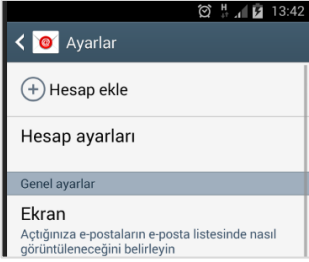 H 13:42
Ayarlar
Hesap ekle
Hesap ayarları
Genel ayarlar
Ekran
Açtığınıza e-postaların e-posta listesinde nasıl
görüntüleneceğini belirleyin